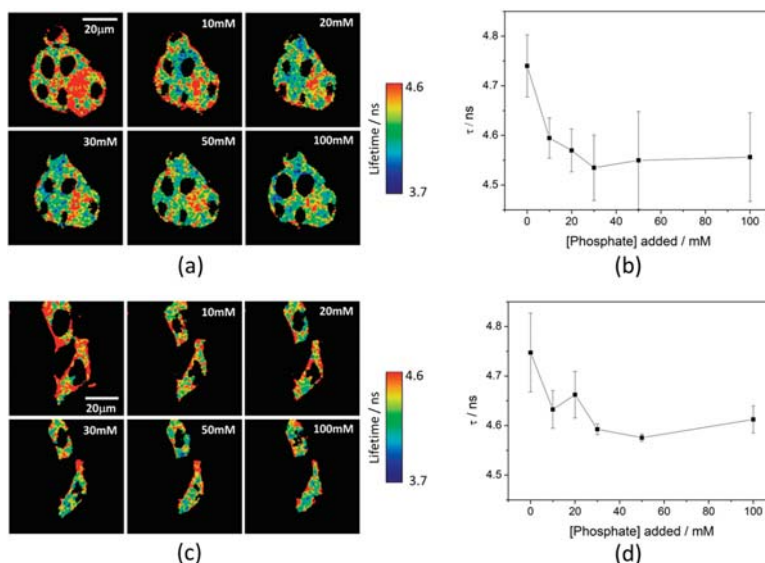 20μm
10mM
20mM
30mM
50mM
100mM
4.6
Lifetime / ns
3.7
(a)
4.8
4.7
4.6
4.5
τ / ns
0 20 40 60 80 100
[Phosphate] added / mM
(b)
10mM
20mM
20μm
30mM
50mM
100mM
4.6
Lifetime / ns
3.7
(c)
4.8
4.7
4.6
4.5
τ / ns
0 20 40 60 80 100
[Phosphate] added / mM
(d)